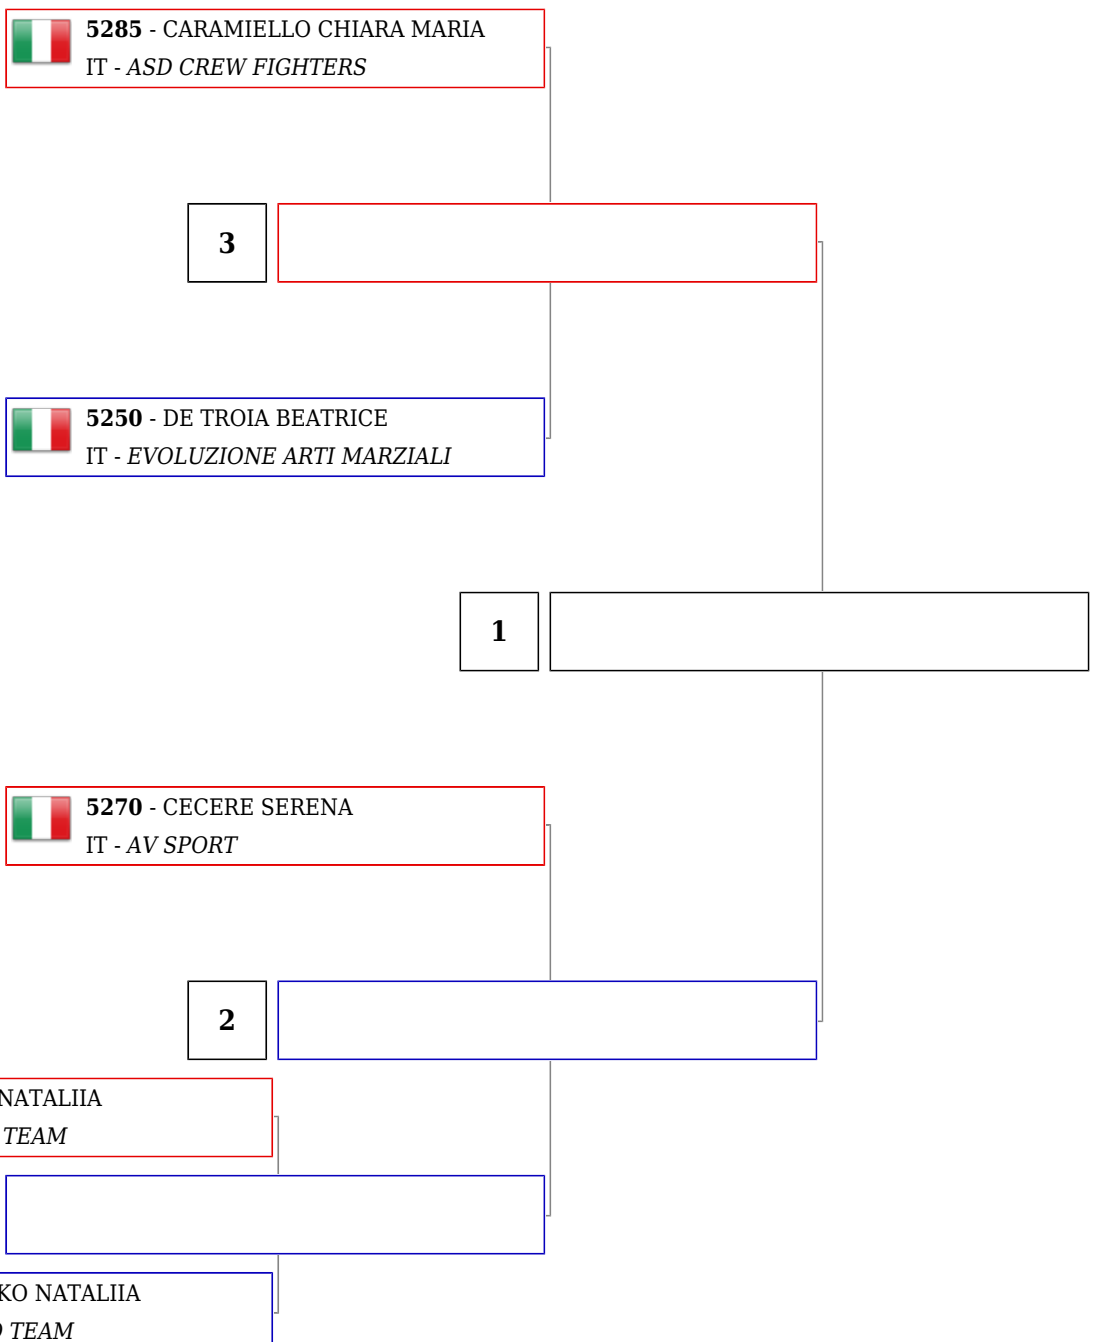 5285 - CARAMIELLO CHIARA MARIA
IT - ASD CREW FIGHTERS
3
5250 - DE TROIA BEATRICE
IT - EVOLUZIONE ARTI MARZIALI
1
5270 - CECERE SERENA
IT - AV SPORT
2
NATALIIA
TEAM
KO NATALIIA
TEAM